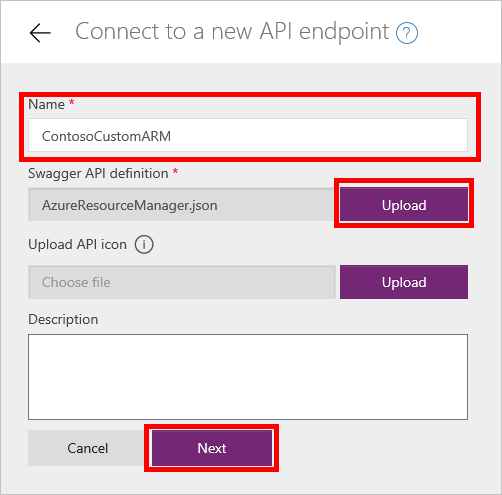 Connect to a new API endpoint ?
Name *
ContosoCustomARM
Swagger API definition *
AzureResourceManager.json Upload
Upload API icon i
Choose file Upload
Description
Cancel Next